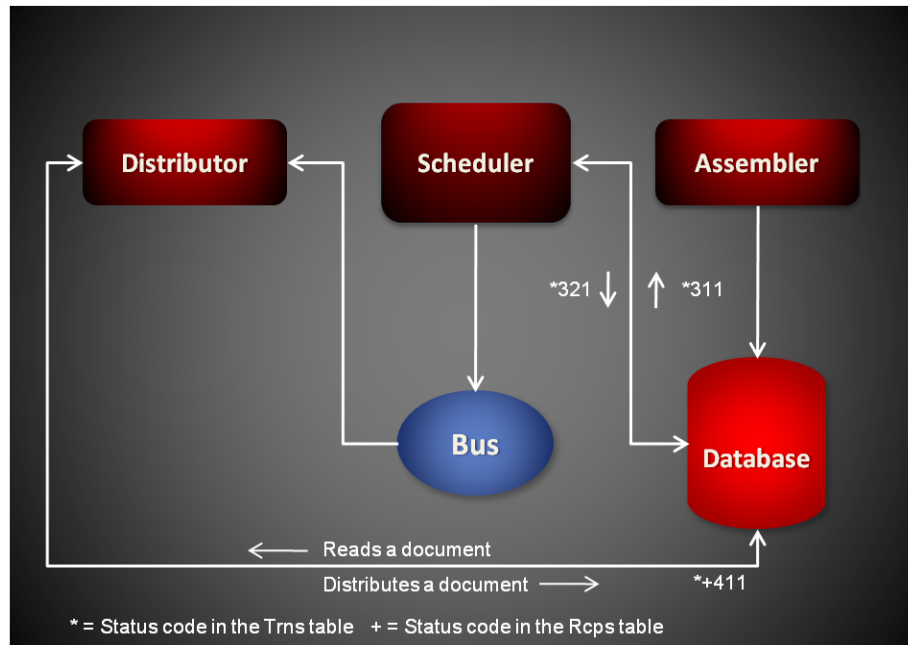 Distributor
Scheduler
Assembler
*321
*311
Bus
Database
Reads a document
Distributes a document
*+411
* = Status code in the Trns table + = Status code in the Rcps table